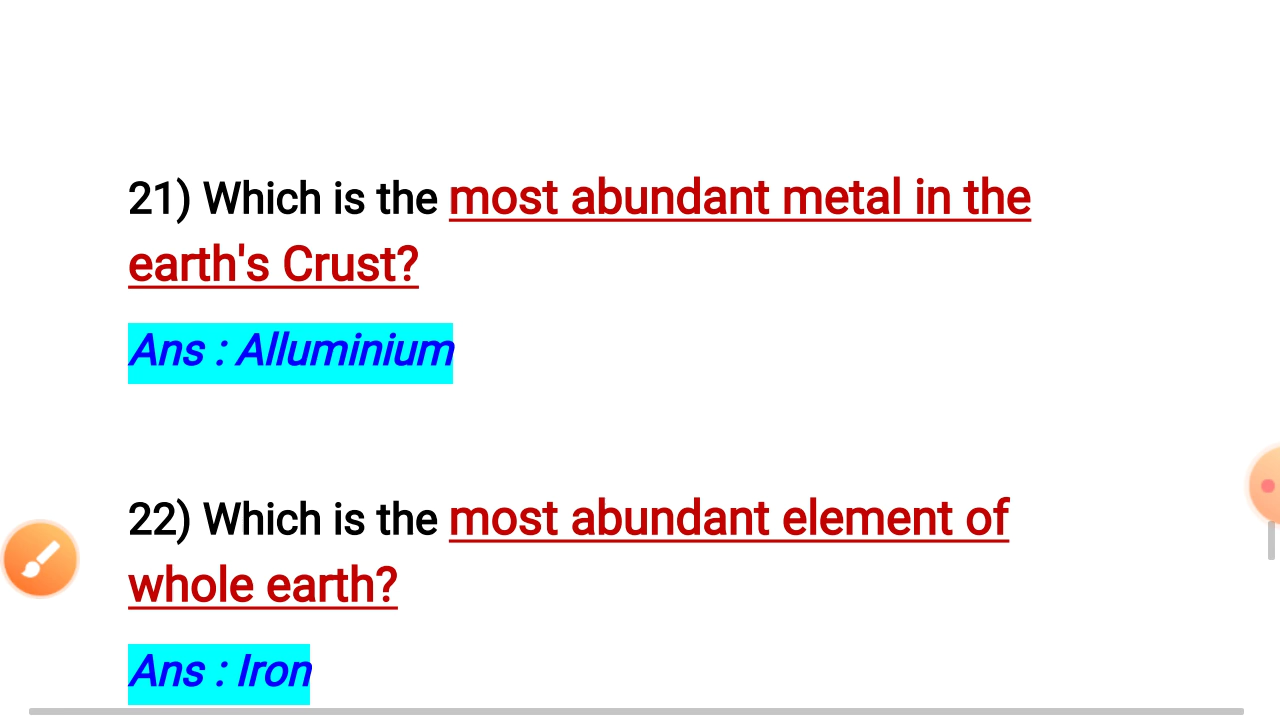 21) Which is the most abundant metal in the
earth's Crust?
Ans : Alluminium
22) Which is the most abundant element of
whole earth?
Ans : Iron